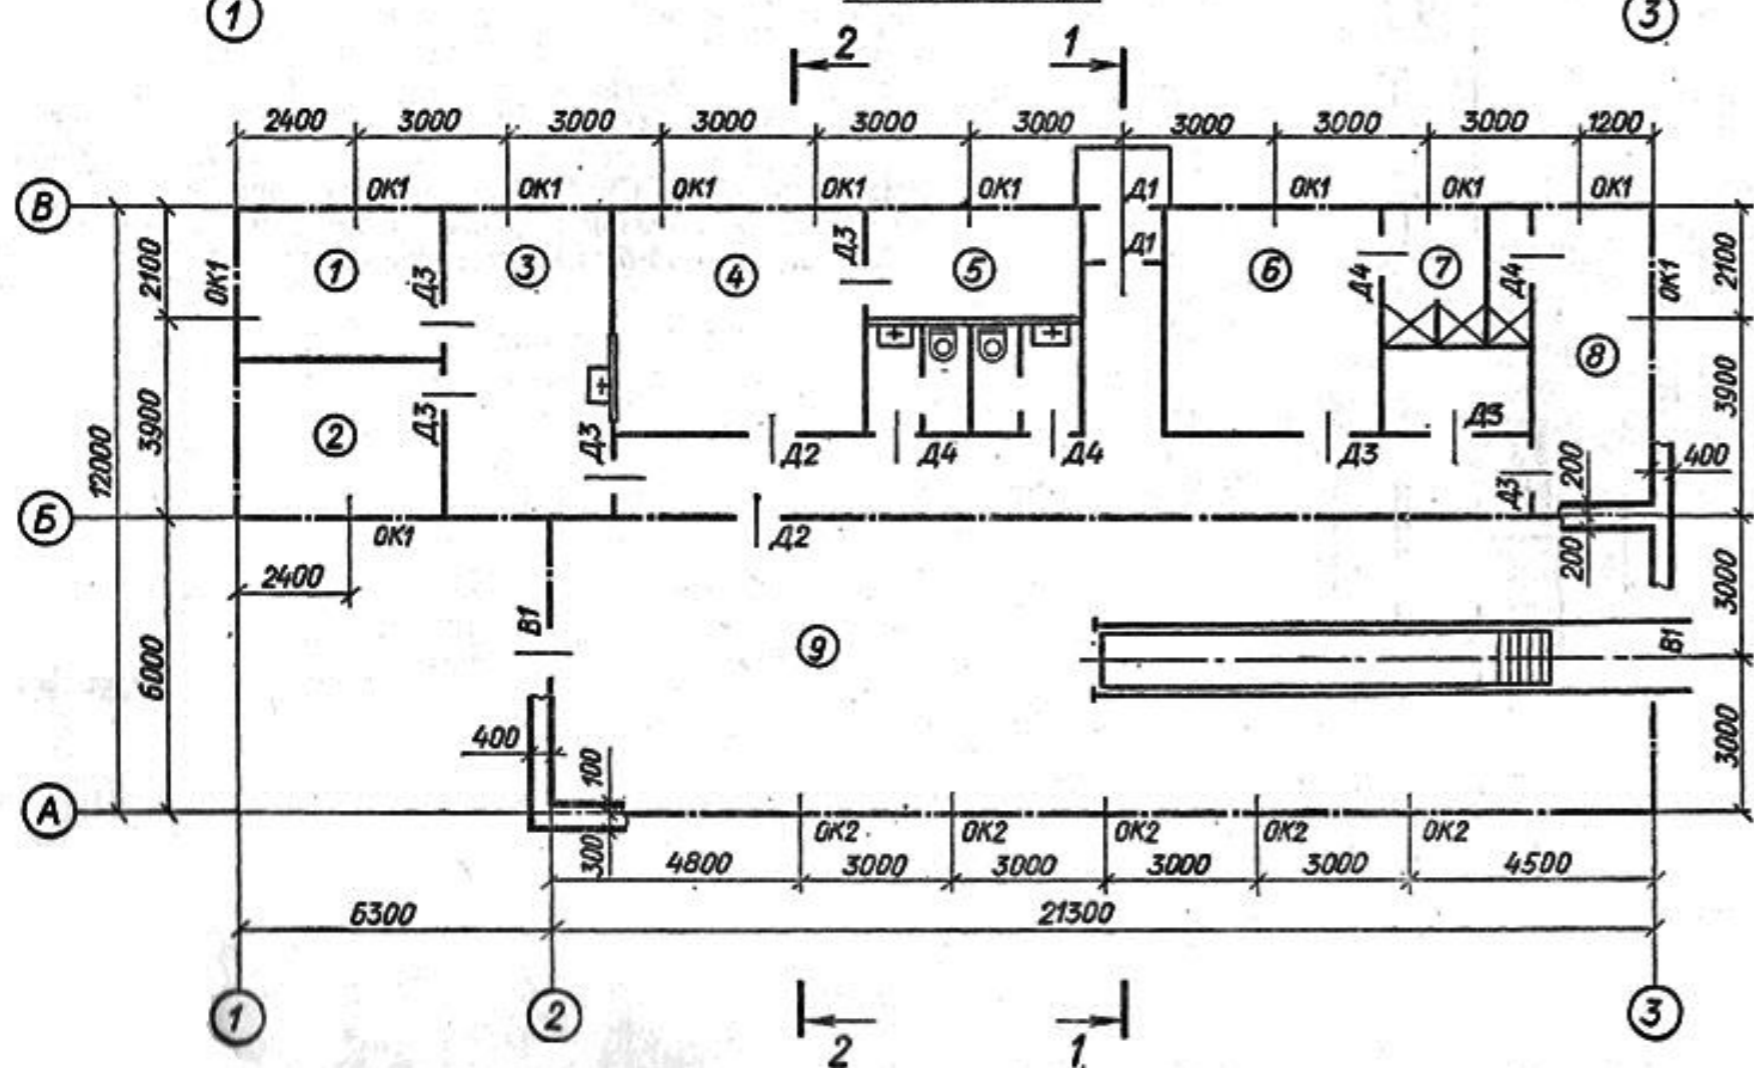 1 3
2 1
2400 3000 3000 3000 3000 3000 3000 3000 3000 1200
В ОК1 ОК1 ОК1 ОК1 ОК1 Д1 ОК1 ОК1 ОК1
2100 ОК1 1 Д3 3 4 Д3 5 Д1 6 Д4 7 Д4 ОК1 2100
8
12000 3900 2 Д3 Д3 Д2 Д4 Д4 Д3 Д3 Д3 200 400 3900
Б ОК1 Д2 200
2400 3000
6000 В1 9 В1
400 100 3000
А ОК2 ОК2 ОК2 ОК2 ОК2
300 4800 3000 3000 3000 3000 4500
6300 21300
1 2 3
2 1